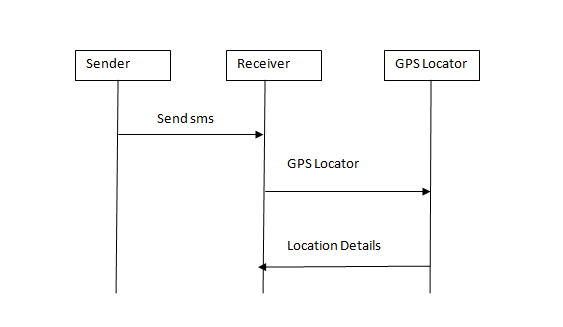 Sender
Receiver
GPS Locator
Send sms
GPS Locator
Location Details